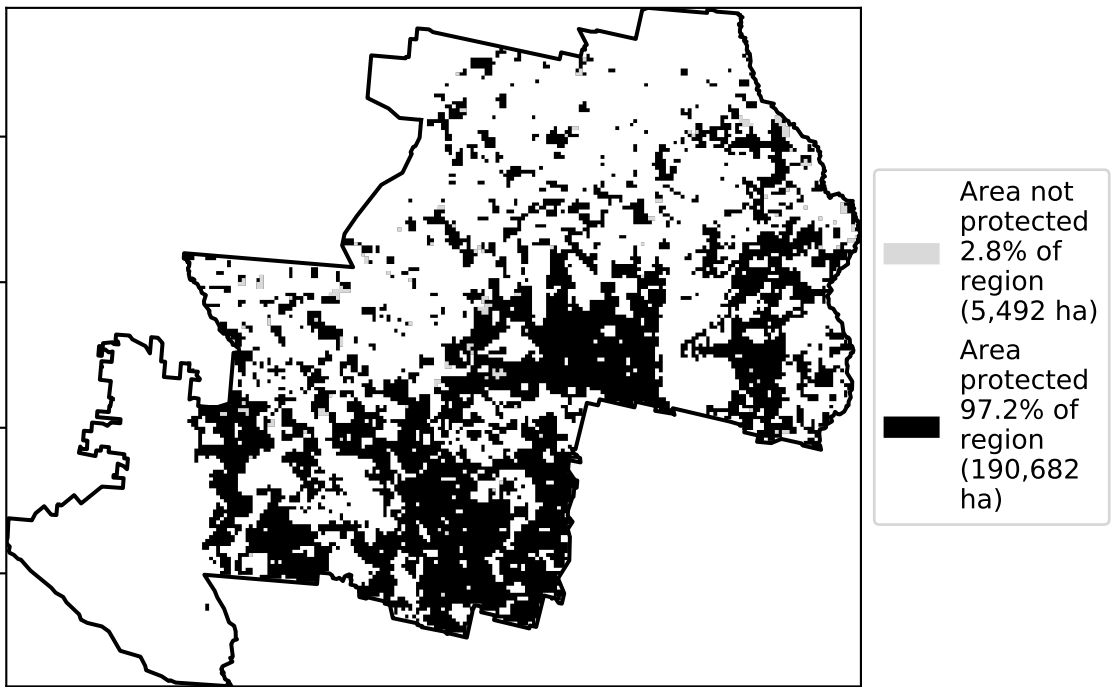 Area not
protected
2.8% of
region
(5,492 ha)
Area
protected
97.2% of
region
(190,682
ha)